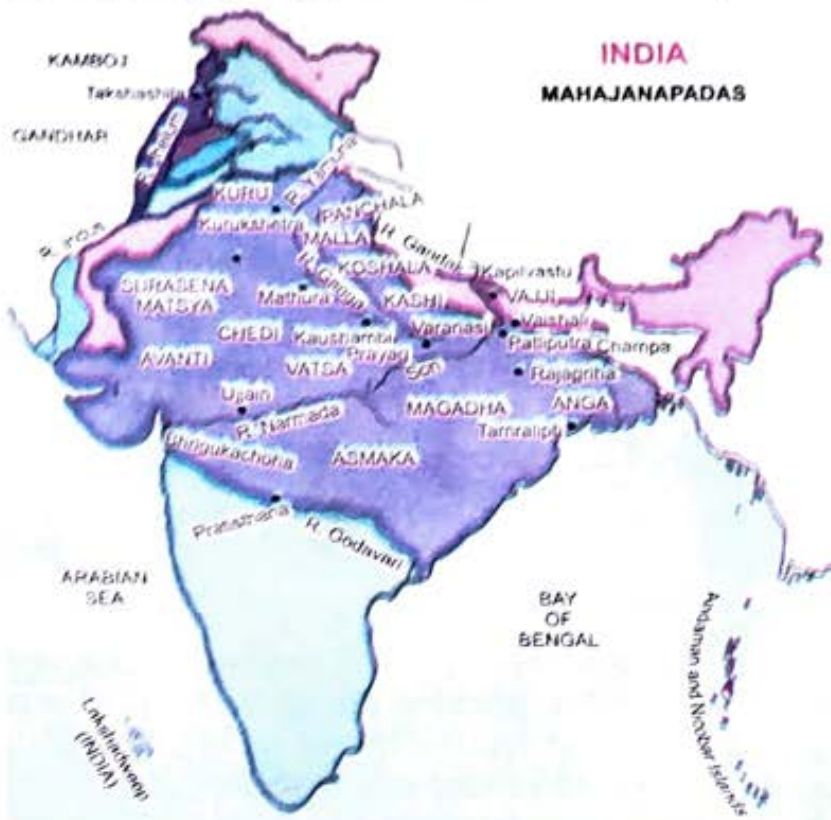 INDIA
MAHAJANAPADAS
KAMBOJ
Takshashila
GANDHAR
R. Yamuna
KURU
PANCHALA
Kurukshetra
MALLA
R. Gandak
KOSHALA
Kapilvastu
R. Ganga
SURASENA
MATSYA
Mathura
KASHI
VAJJI
Vaishali
CHEDI
Kaushambi
Varanasi
Patliputra
Champa
AVANTI
VATSA
Prayag
Son
Ujjain
MAGADHA
ANGA
R. Narmada
Tamralipti
ASMAKA
R. Godavari
ARABIAN
SEA
BAY
OF
BENGAL
Andaman and Nicobar Islands
Lakshadweep
(INDIA)